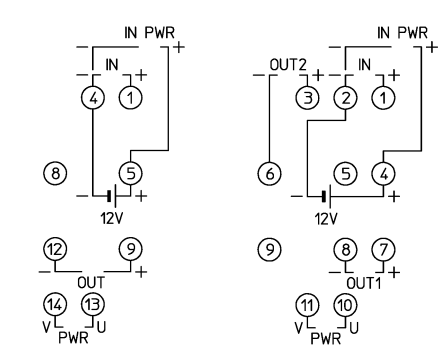 IN PWR
− +
− IN +
4 1
8 5
− +
12V
12 9
− OUT +
14 13
V PWR U
IN PWR
− +
OUT2
− + − IN +
3 2 1
6 5 4
− +
12V
9 8 7
− OUT1 +
11 10
V PWR U